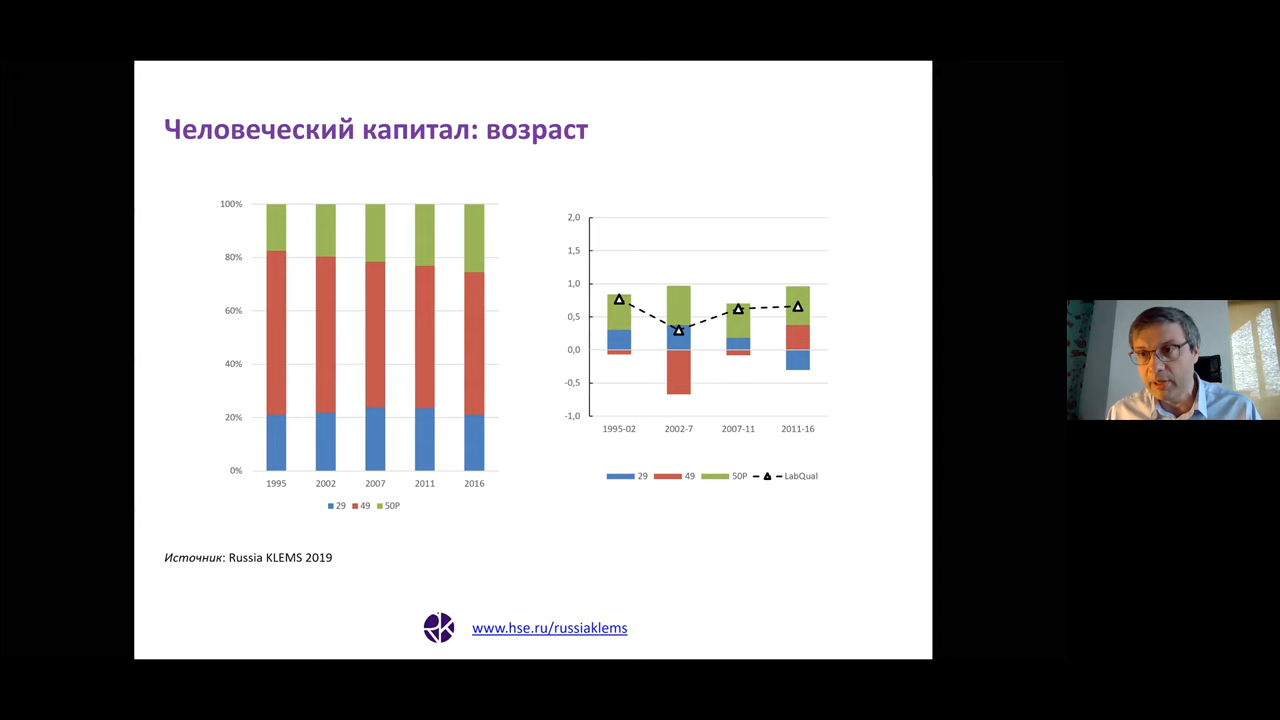 Человеческий капитал: возраст
100%
80%
60%
40%
20%
0%
1995 2002 2007 2011 2016
29 49 50P
2,0
1,5
1,0
0,5
0,0
-0,5
-1,0
1995-02 2002-7 2007-11 2011-16
29 49 50P LabQual
Источник: Russia KLEMS 2019
www.hse.ru/russiaklems